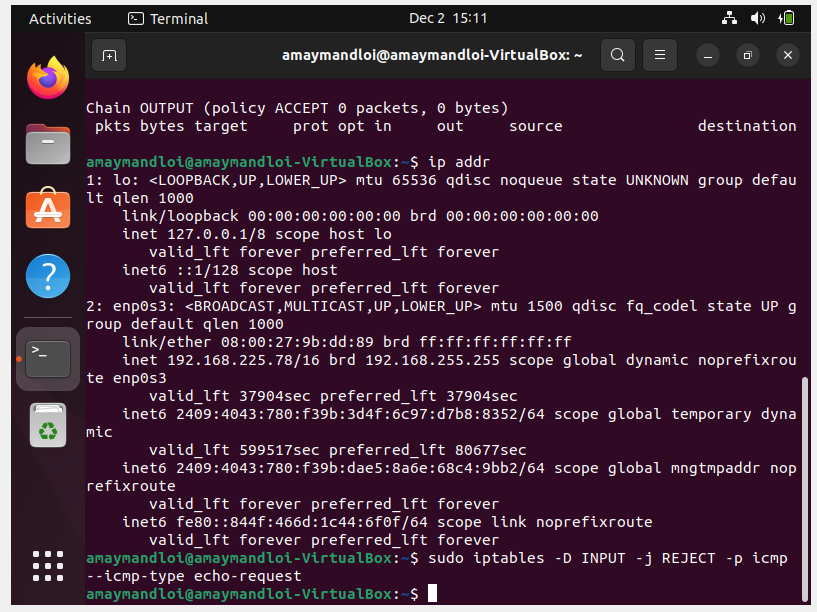 Activities Terminal Dec 2 15:11
amaymandloi@amaymandloi-VirtualBox: ~
Chain OUTPUT (policy ACCEPT 0 packets, 0 bytes)
 pkts bytes target     prot opt in     out     source               destination
amaymandloi@amaymandloi-VirtualBox:~$ ip addr
1: lo: <LOOPBACK,UP,LOWER_UP> mtu 65536 qdisc noqueue state UNKNOWN group defau
lt qlen 1000
    link/loopback 00:00:00:00:00:00 brd 00:00:00:00:00:00
    inet 127.0.0.1/8 scope host lo
       valid_lft forever preferred_lft forever
    inet6 ::1/128 scope host
       valid_lft forever preferred_lft forever
2: enp0s3: <BROADCAST,MULTICAST,UP,LOWER_UP> mtu 1500 qdisc fq_codel state UP g
roup default qlen 1000
    link/ether 08:00:27:9b:dd:89 brd ff:ff:ff:ff:ff:ff
    inet 192.168.225.78/16 brd 192.168.255.255 scope global dynamic noprefixrou
te enp0s3
       valid_lft 37904sec preferred_lft 37904sec
    inet6 2409:4043:780:f39b:3d4f:6c97:d7b8:8352/64 scope global temporary dyna
mic
       valid_lft 599517sec preferred_lft 80677sec
    inet6 2409:4043:780:f39b:dae5:8a6e:68c4:9bb2/64 scope global mngtmpaddr nop
refixroute
       valid_lft forever preferred_lft forever
    inet6 fe80::844f:466d:1c44:6f0f/64 scope link noprefixroute
       valid_lft forever preferred_lft forever
amaymandloi@amaymandloi-VirtualBox:~$ sudo iptables -D INPUT -j REJECT -p icmp
--icmp-type echo-request
amaymandloi@amaymandloi-VirtualBox:~$